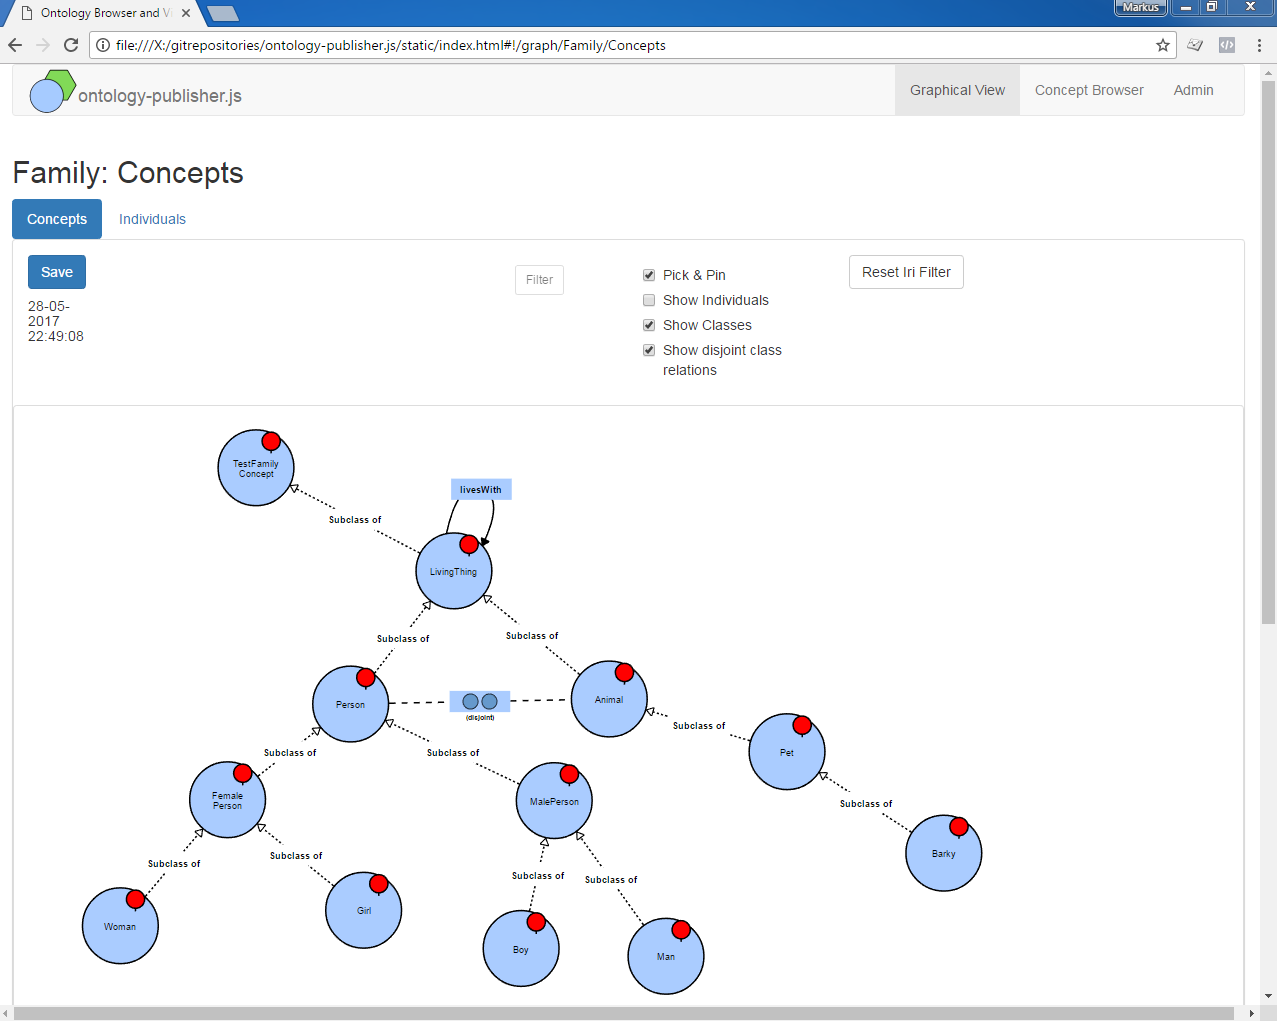 Ontology Browser and V
Markus
file:///X:/gitrepositories/ontology-publisher.js/static/index.html#!/graph/Family/Concepts
ontology-publisher.js
Graphical View
Concept Browser
Admin
Family: Concepts
Concepts
Individuals
Save
28-05-
2017
22:49:08
Filter
Pick & Pin
Show Individuals
Show Classes
Show disjoint class
relations
Reset Iri Filter
TestFamily
Concept
livesWith
Subclass of
LivingThing
Subclass of
Subclass of
Person
(disjoint)
Animal
Subclass of
Pet
Subclass of
Subclass of
Female
Person
MalePerson
Subclass of
Barky
Subclass of
Subclass of
Subclass of
Subclass of
Woman
Girl
Boy
Man